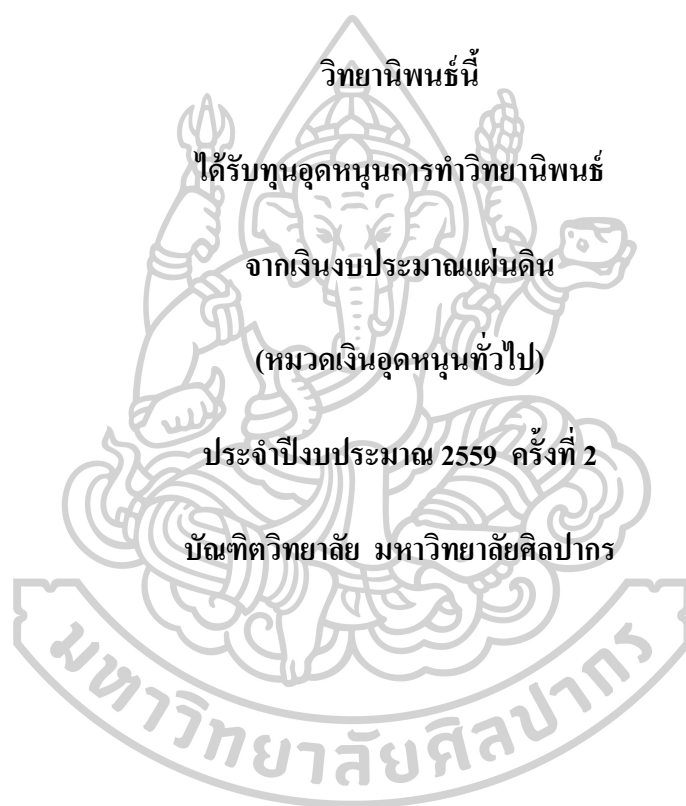 วิทยานิพนธ์นี้
ได้รับทุนอุดหนุนการทำวิทยานิพนธ์
จากเงินงบประมาณแผ่นดิน
(หมวดเงินอุดหนุนทั่วไป)
ประจำปีงบประมาณ 2559 ครั้งที่ 2
บัณฑิตวิทยาลัย มหาวิทยาลัยศิลปากร
มหาวิทยาลัยศิลปากร